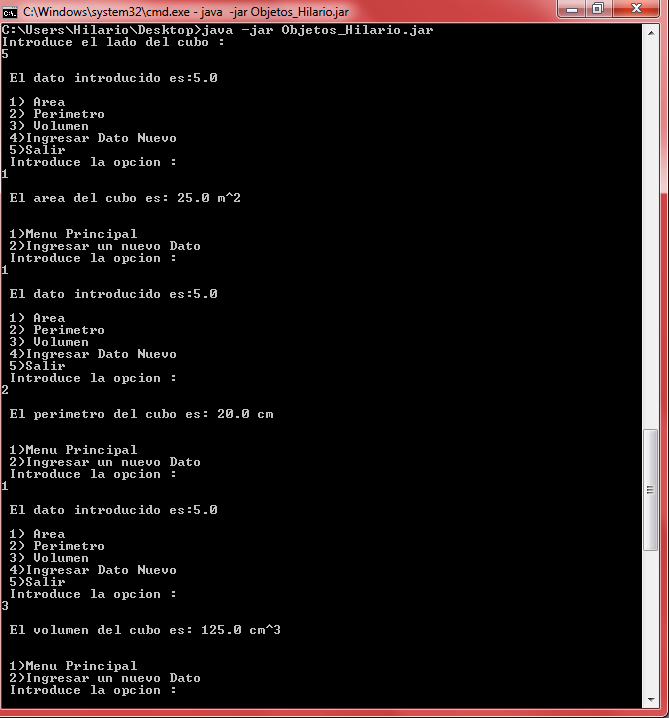 C:\Windows\system32\cmd.exe - java -jar Objetos_Hilario.jar
C:\Users\Hilario\Desktop>java -jar Objetos_Hilario.jar
Introduce el lado del cubo :
5
El dato introducido es:5.0
1) Area
2) Perimetro
3) Volumen
4)Ingresar Dato Nuevo
5)Salir
Introduce la opcion :
1
El area del cubo es: 25.0 m^2
1)Menu Principal
2)Ingresar un nuevo Dato
Introduce la opcion :
1
El dato introducido es:5.0
1) Area
2) Perimetro
3) Volumen
4)Ingresar Dato Nuevo
5)Salir
Introduce la opcion :
2
El perimetro del cubo es: 20.0 cm
1)Menu Principal
2)Ingresar un nuevo Dato
Introduce la opcion :
1
El dato introducido es:5.0
1) Area
2) Perimetro
3) Volumen
4)Ingresar Dato Nuevo
5)Salir
Introduce la opcion :
3
El volumen del cubo es: 125.0 cm^3
1)Menu Principal
2)Ingresar un nuevo Dato
Introduce la opcion :